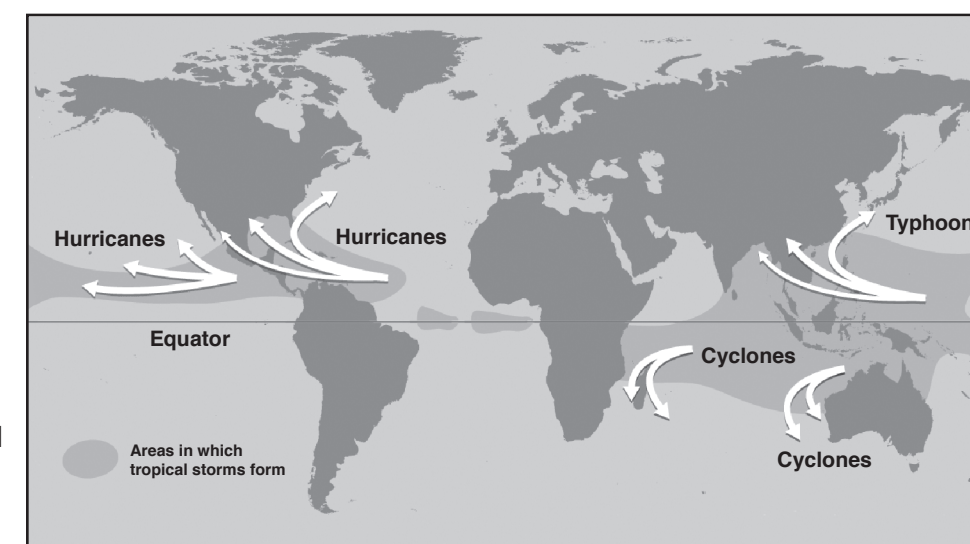 Hurricanes
Hurricanes
Typhoon
Equator
Cyclones
Areas in which
tropical storms form
Cyclones